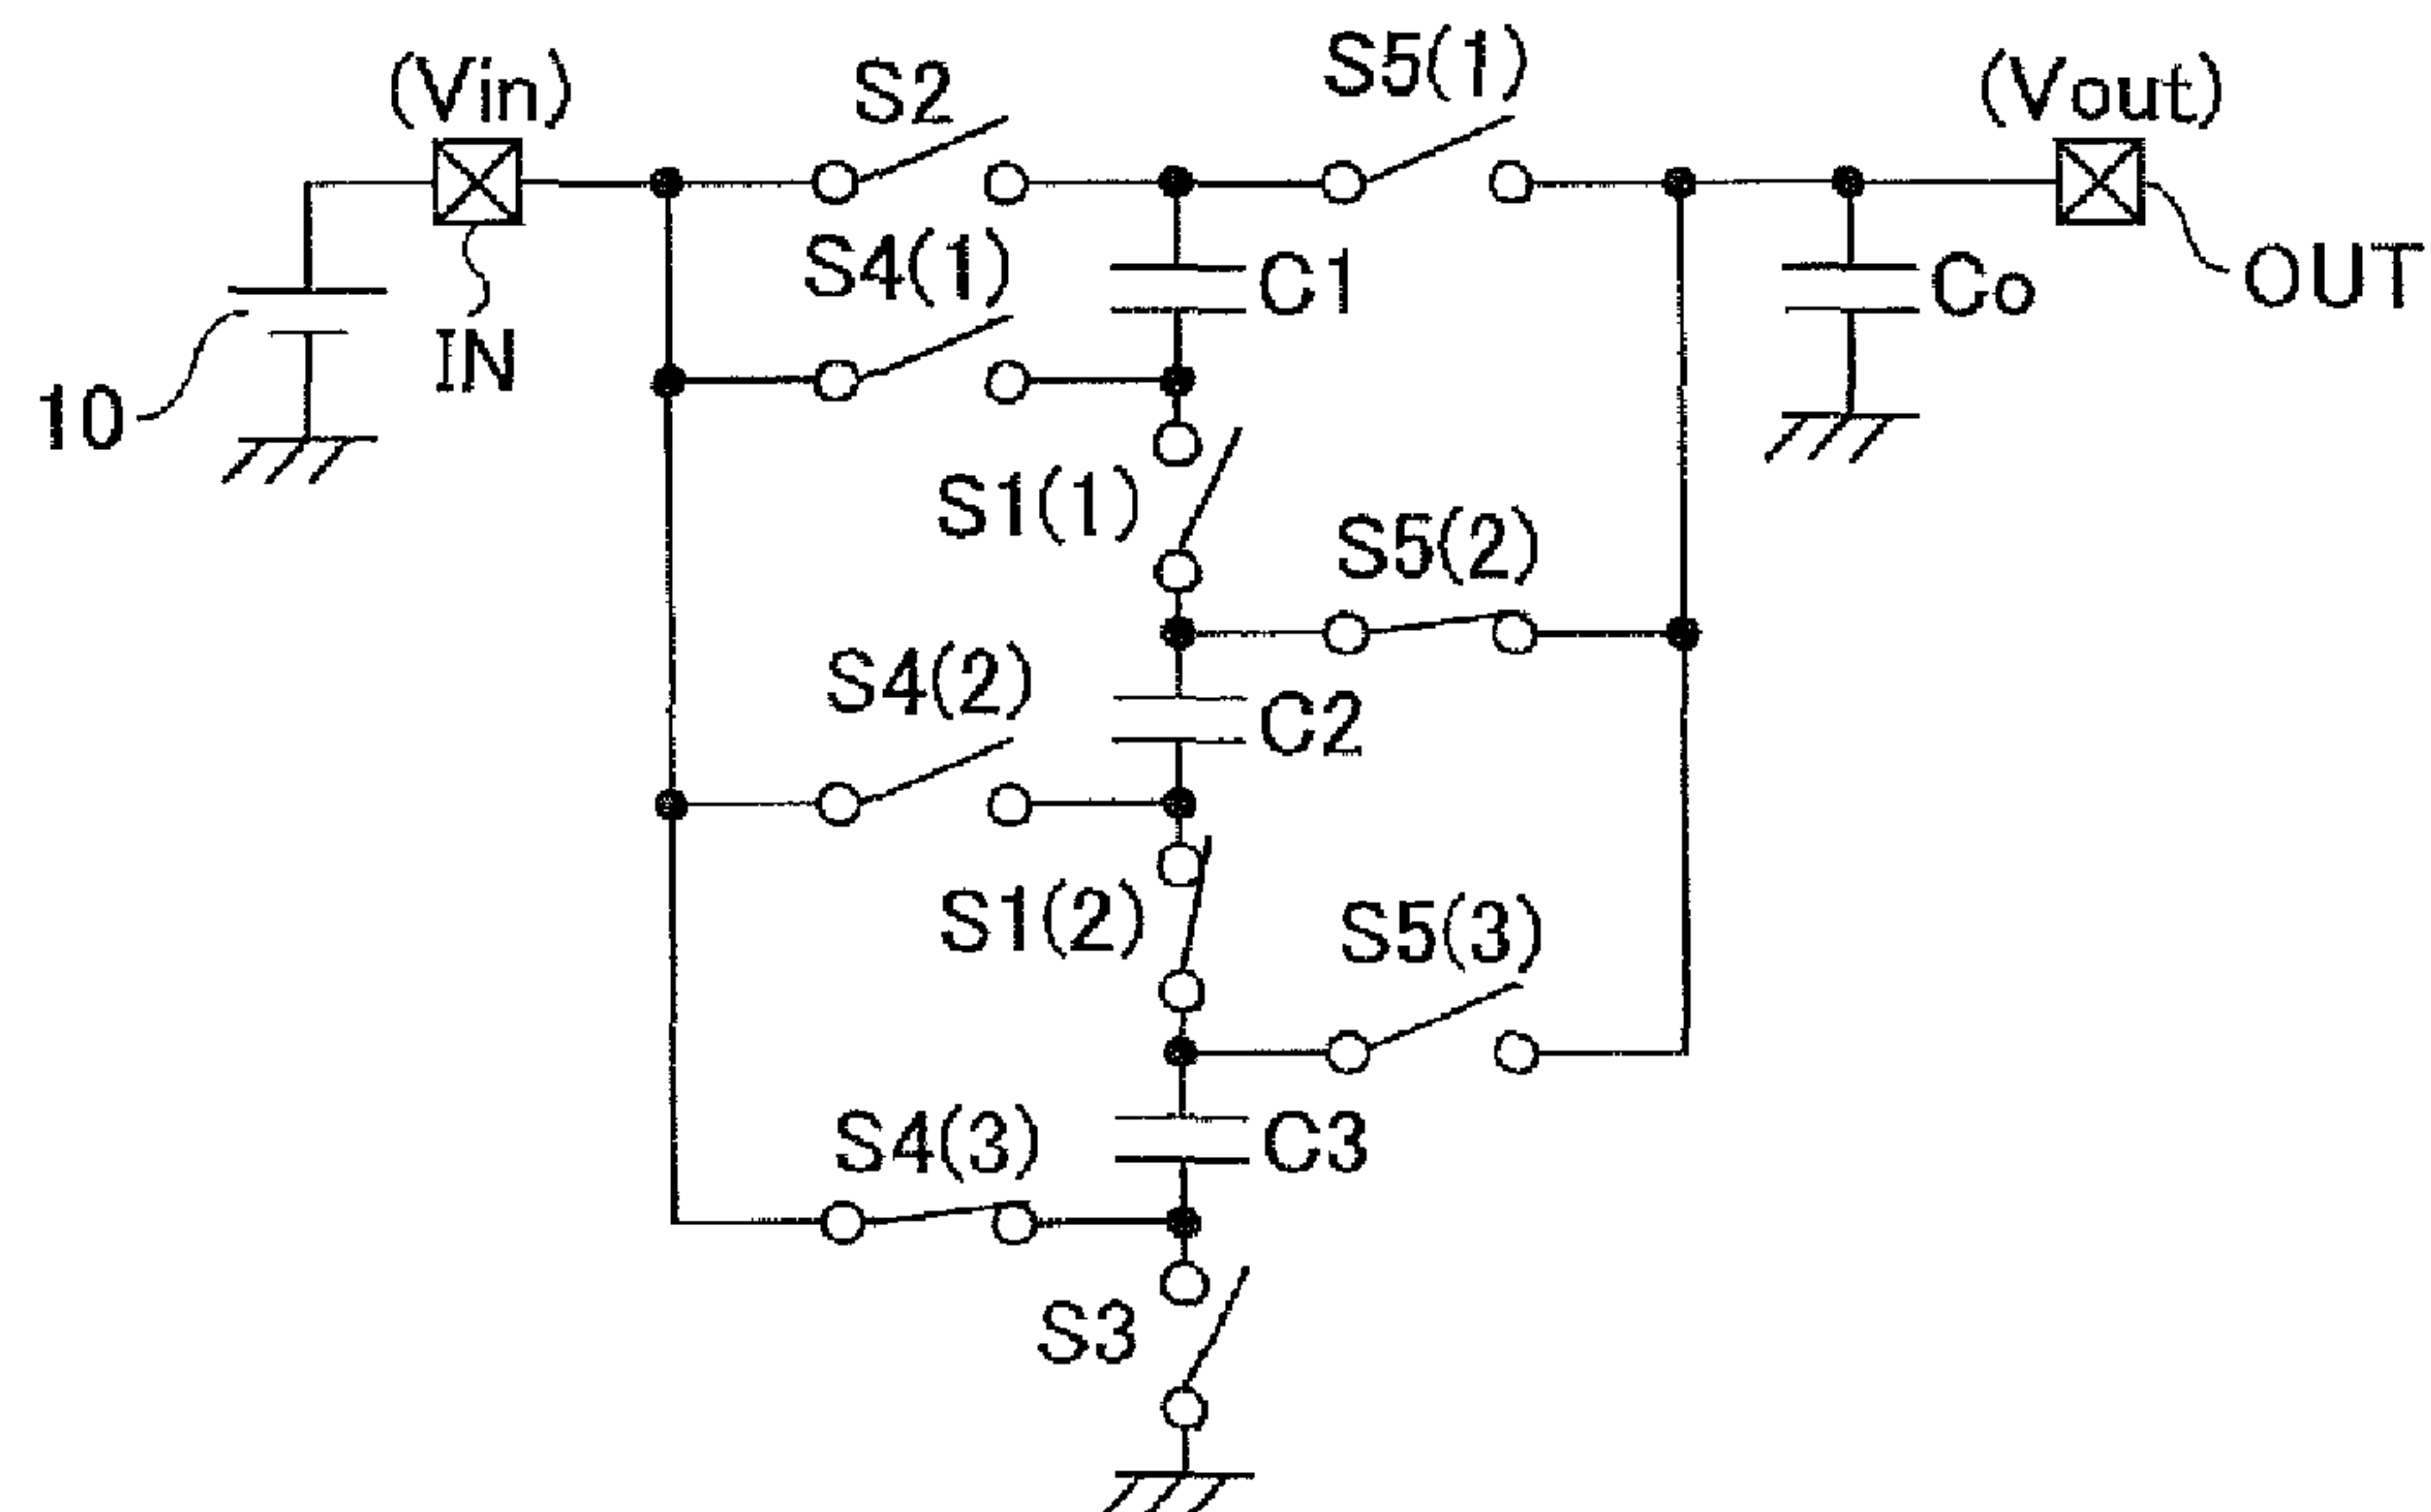 (Vin)
S2
S5(1)
(Vout)
S4(1)
C1
Co
OUT
IN
10
S1(1)
S5(2)
S4(2)
C2
S1(2)
S5(3)
S4(3)
C3
S3